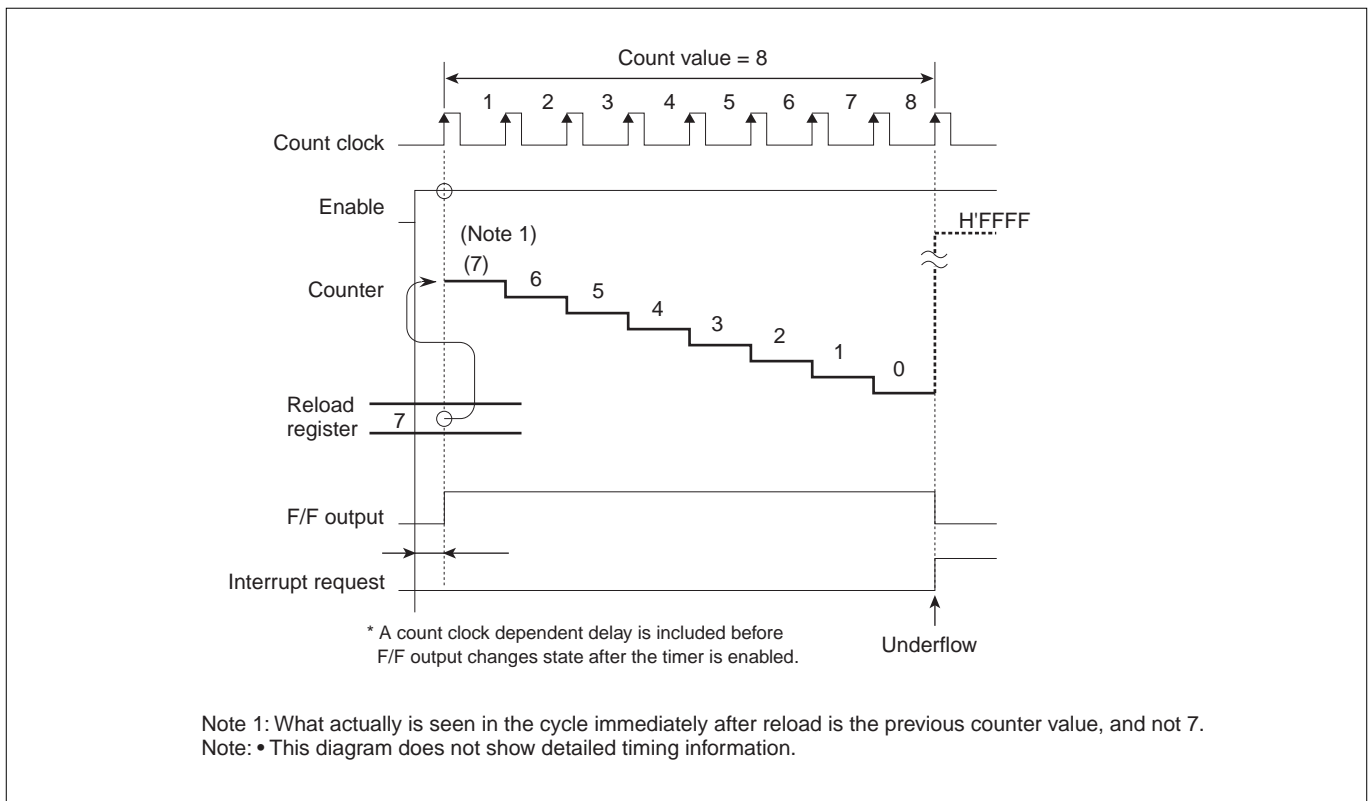 Count value = 8
1 2 3 4 5 6 7 8
Count clock
Enable
H'FFFF
(Note 1)
(7)
6
5
4
3
2
1
0
Counter
Reload
register
7
F/F output
Interrupt request
* A count clock dependent delay is included before
F/F output changes state after the timer is enabled.
Underflow
Note 1: What actually is seen in the cycle immediately after reload is the previous counter value, and not 7.
Note: • This diagram does not show detailed timing information.